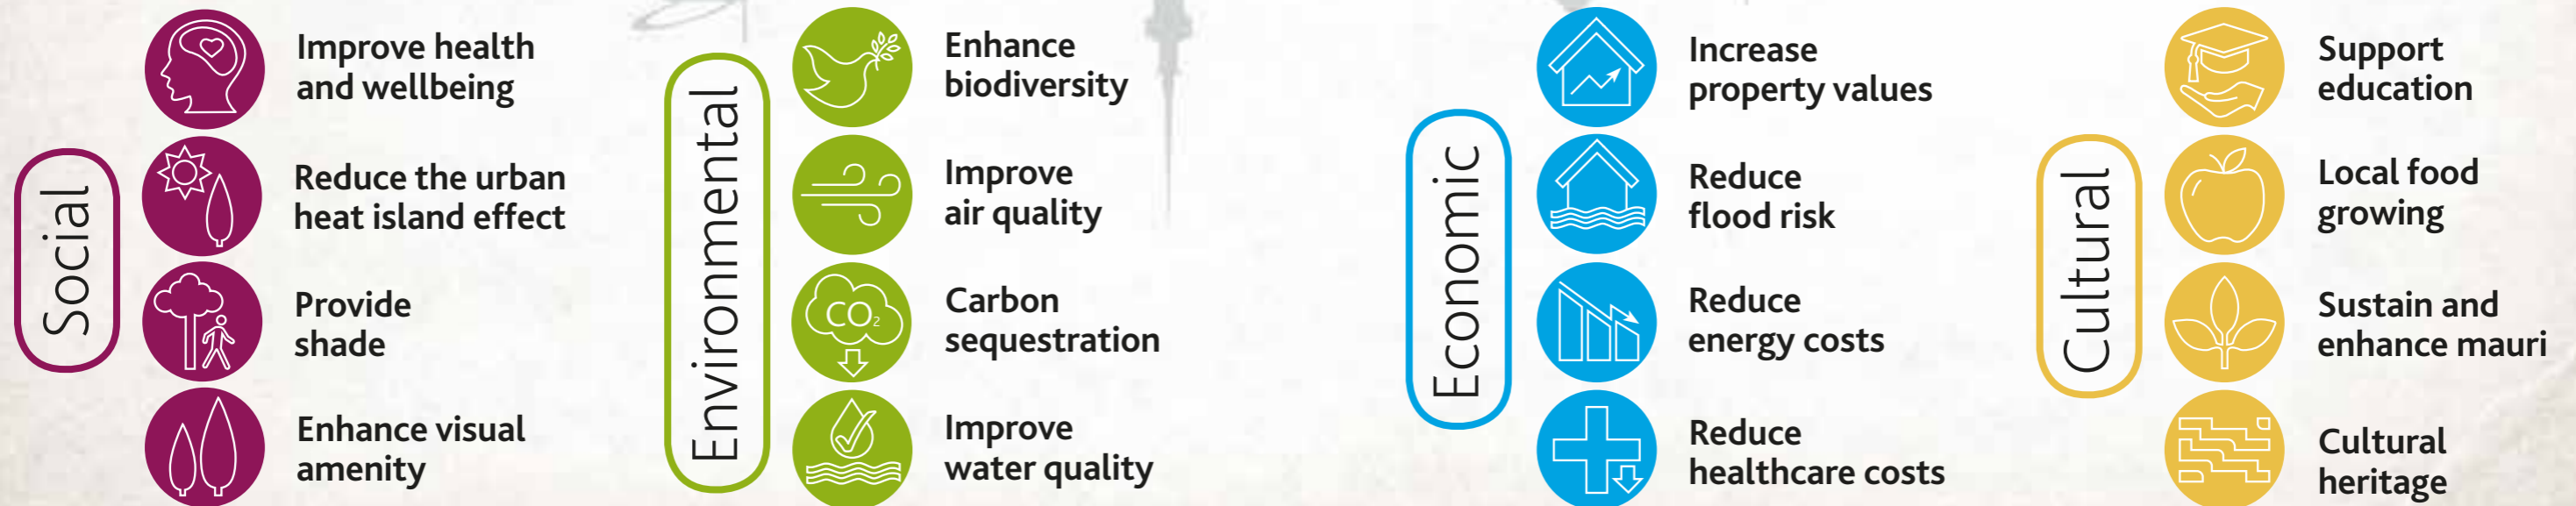 Social
Improve health
and wellbeing
Reduce the urban
heat island effect
Provide
shade
Enhance visual
amenity
Environmental
Enhance
biodiversity
Improve
air quality
CO₂
Carbon
sequestration
Improve
water quality
Economic
Increase
property values
Reduce
flood risk
Reduce
energy costs
Reduce
healthcare costs
Cultural
Support
education
Local food
growing
Sustain and
enhance mauri
Cultural
heritage